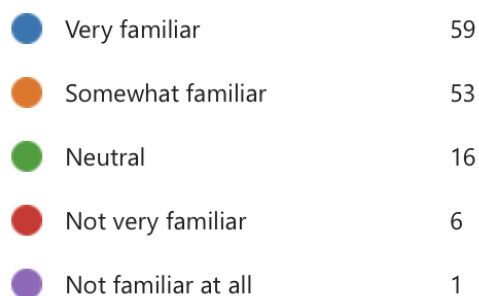 Very familiar 59
Somewhat familiar 53
Neutral 16
Not very familiar 6
Not familiar at all 1